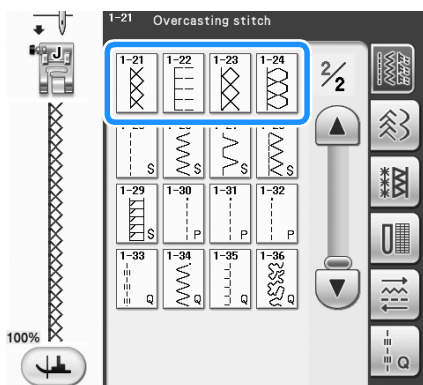 1-21 Overcasting stitch
J
1-21 1-22 1-23 1-24
2/2
S S S S
1-29 1-30 1-31 1-32
S P P P
1-33 1-34 1-35 1-36
Q Q Q Q
100%
Q